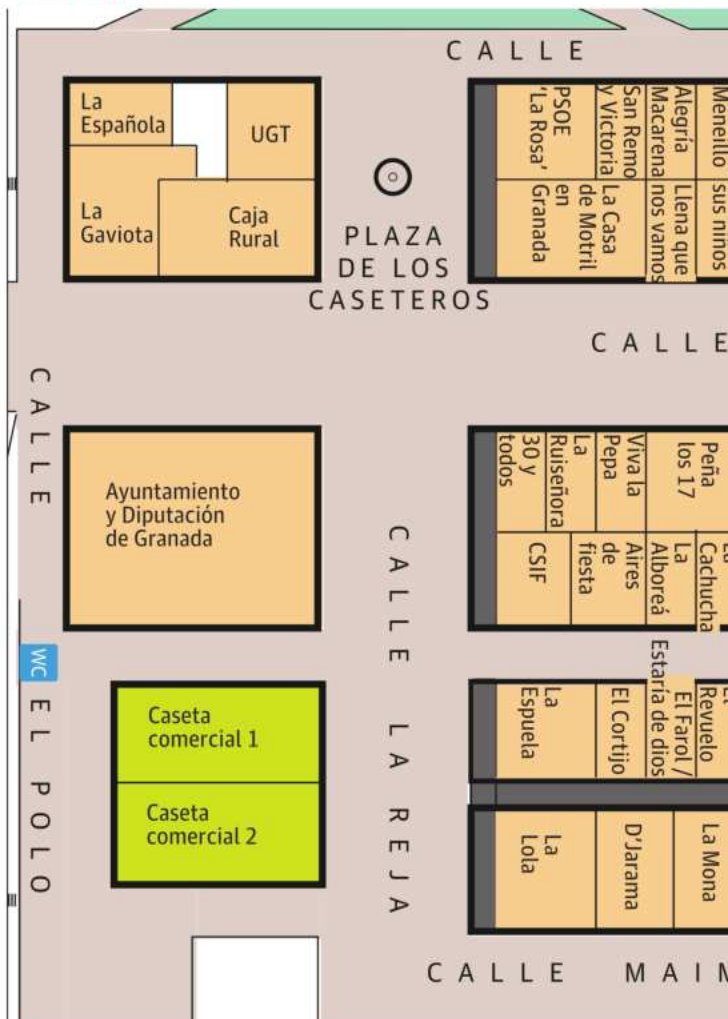 CALLE
La
Española
UGT
La
Gaviota
Caja
Rural
PLAZA
DE LOS
CASETEROS
PSOE
'La Rosa'
San Remo
y Victoria
Alegría
Macarena
Meneillo
La Casa
de Motril
en
Granada
Llena que
nos vamos
sus niños
CALLE
CALLE EL POLO
WC
Ayuntamiento
y Diputación
de Granada
CALLE LA REJA
30 y
todos
La
Ruiseñora
Viva la
Pepa
Peña
los 17
CSIF
Aires
de
fiesta
La
Alboreá
La
Cachucha
Caseta
comercial 1
Caseta
comercial 2
La
Espuela
El Cortijo
El Farol /
Estaría de dios
El
Revuelo
La
Lola
D'Jarama
La Mona
CALLE MAIM